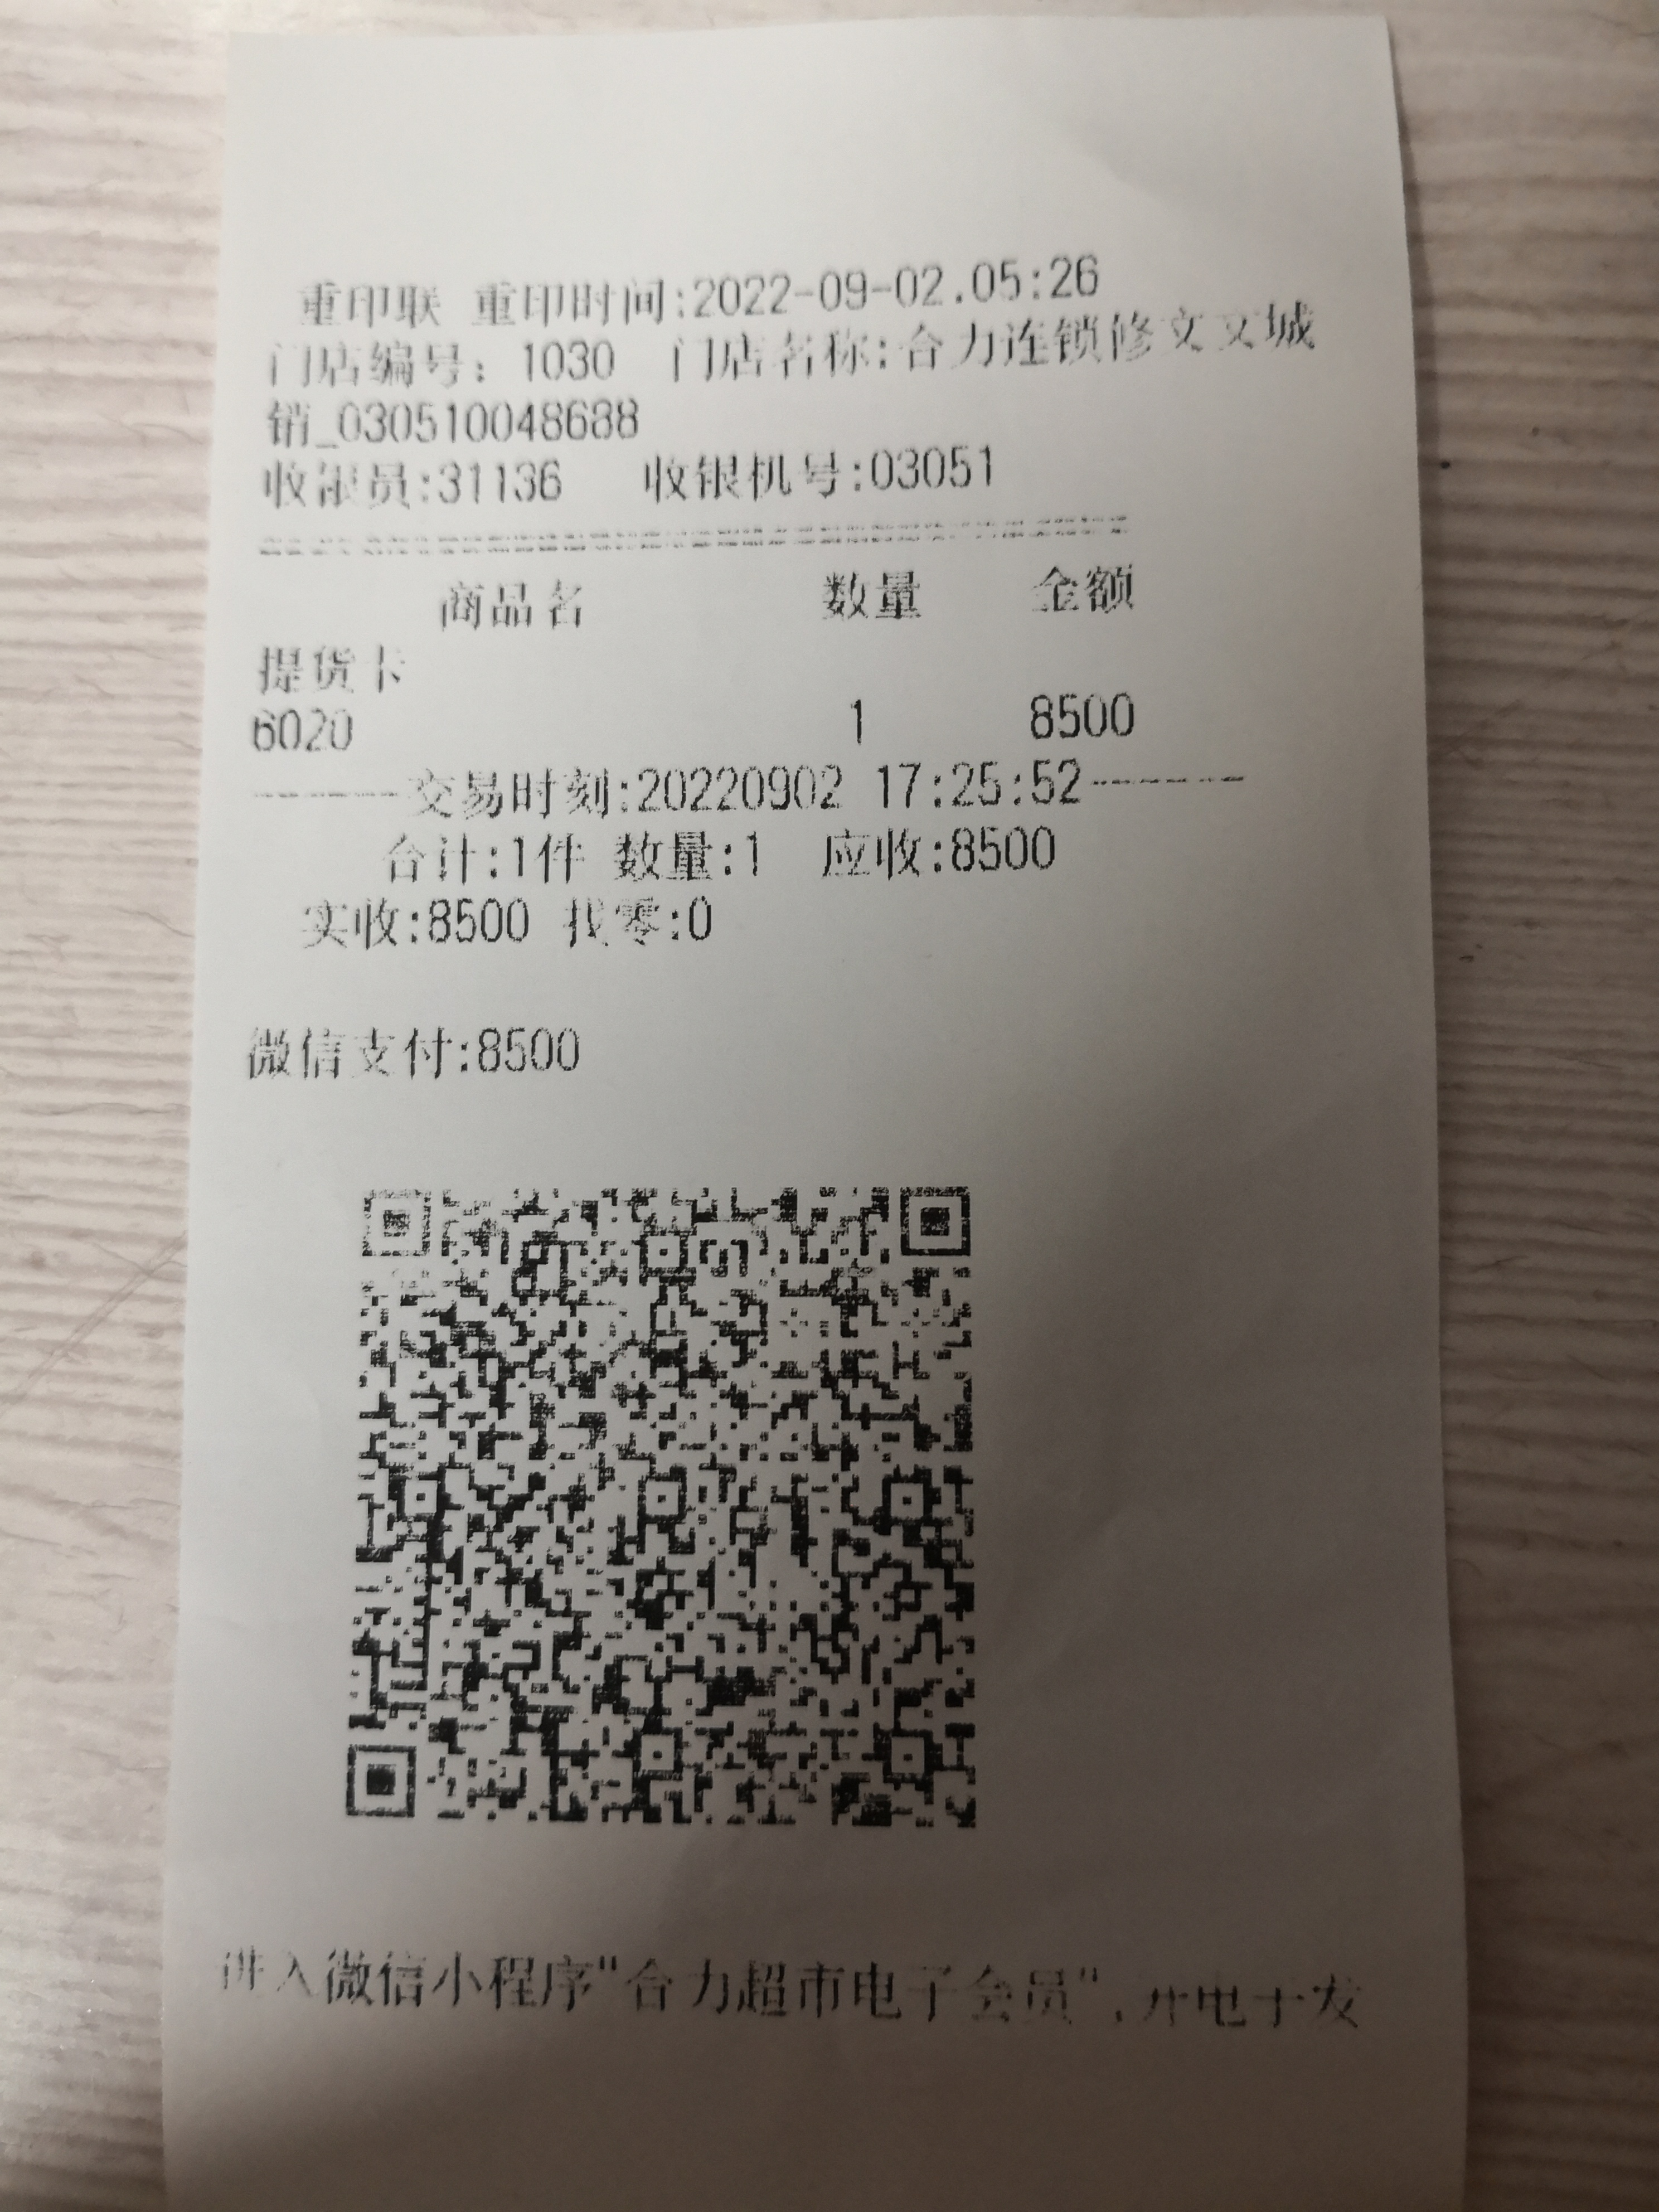 重印联 重印时间:2022-09-02.05:26
门店编号: 1030 门店名称:合力连锁修文文城
销_030510048688
收银员:31136 收银机号:03051
商品名 数量 金额
提货卡
6020 1 8500
------交易时刻:20220902 17:25:52------
合计:1件 数量:1 应收:8500
实收:8500 找零:0
微信支付:8500
进入微信小程序"合力超市电子会员",开电子发